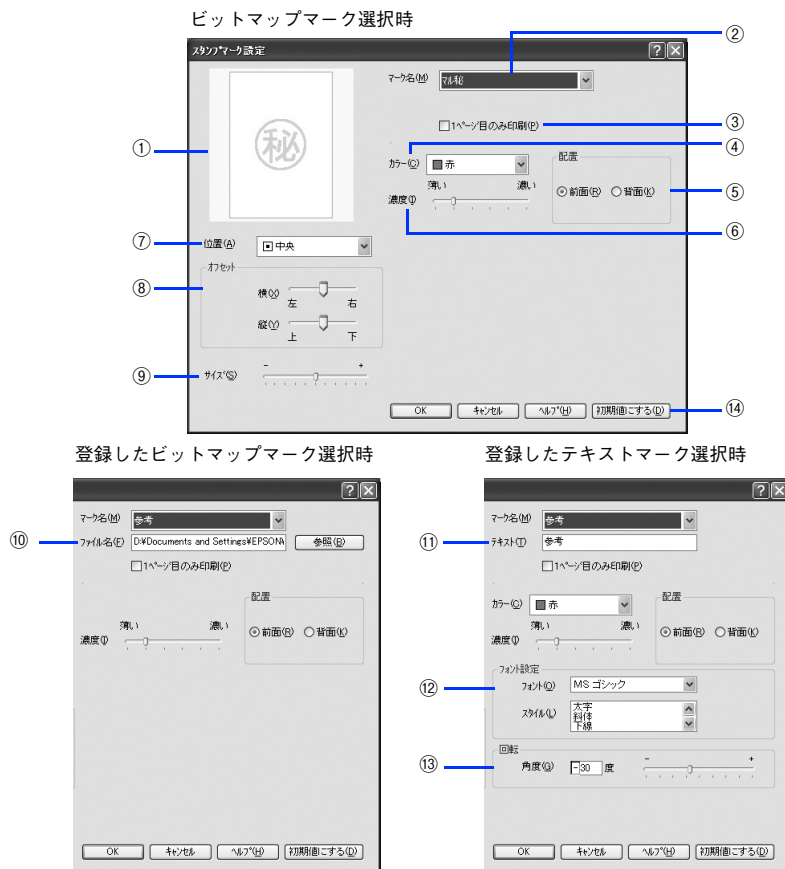 ビットマップマーク選択時
②
スタンプマーク設定
マーク名(M) マル秘
秘
①
□1ページ目のみ印刷(P)
③
④
カラー(C) 赤
配置
薄い 濃い
濃度(I)
前面(R) 背面(K)
⑤
⑥
⑦
位置(A) 中央
オフセット
⑧
横(X)
左 右
縦(Y)
上 下
⑨
サイズ(S)
- +
OK キャンセル ヘルプ(H) 初期値にする(D)
⑭
登録したビットマップマーク選択時
マーク名(M) 参考
⑩
ファイル名(F) D:¥Documents and Settings¥EPSON¥ 参照(B)
□1ページ目のみ印刷(P)
配置
薄い 濃い
濃度(I)
前面(R) 背面(K)
OK キャンセル ヘルプ(H) 初期値にする(D)
登録したテキストマーク選択時
マーク名(M) 参考
⑪
テキスト(T) 参考
□1ページ目のみ印刷(P)
カラー(C) 赤
配置
薄い 濃い
濃度(I)
前面(R) 背面(K)
フォント設定
⑫
フォント(O) MS ゴシック
スタイル(L) 太字
斜体
下線
回転
⑬
角度(G) -30 度
- +
OK キャンセル ヘルプ(H) 初期値にする(D)